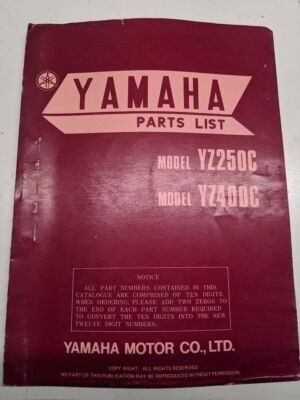 YAMAHA
PARTS LIST
MODEL YZ250C
MODEL YZ400C
NOTICE
ALL PART NUMBERS CONTAINED IN THIS
CATALOGUE ARE COMPRISED OF TEN DIGITS.
WHEN ORDERING, PLEASE ADD TWO ZEROS TO
THE END OF EACH PART NUMBER REQUIRED
TO CONVERT THE TEN DIGITS INTO THE NEW
TWELVE DIGIT NUMBERS.
YAMAHA MOTOR CO., LTD.
COPY RIGHT: ALL RIGHTS RESERVED
NO PART OF THIS PUBLICATION MAY BE REPRODUCED WITHOUT PERMISSION.